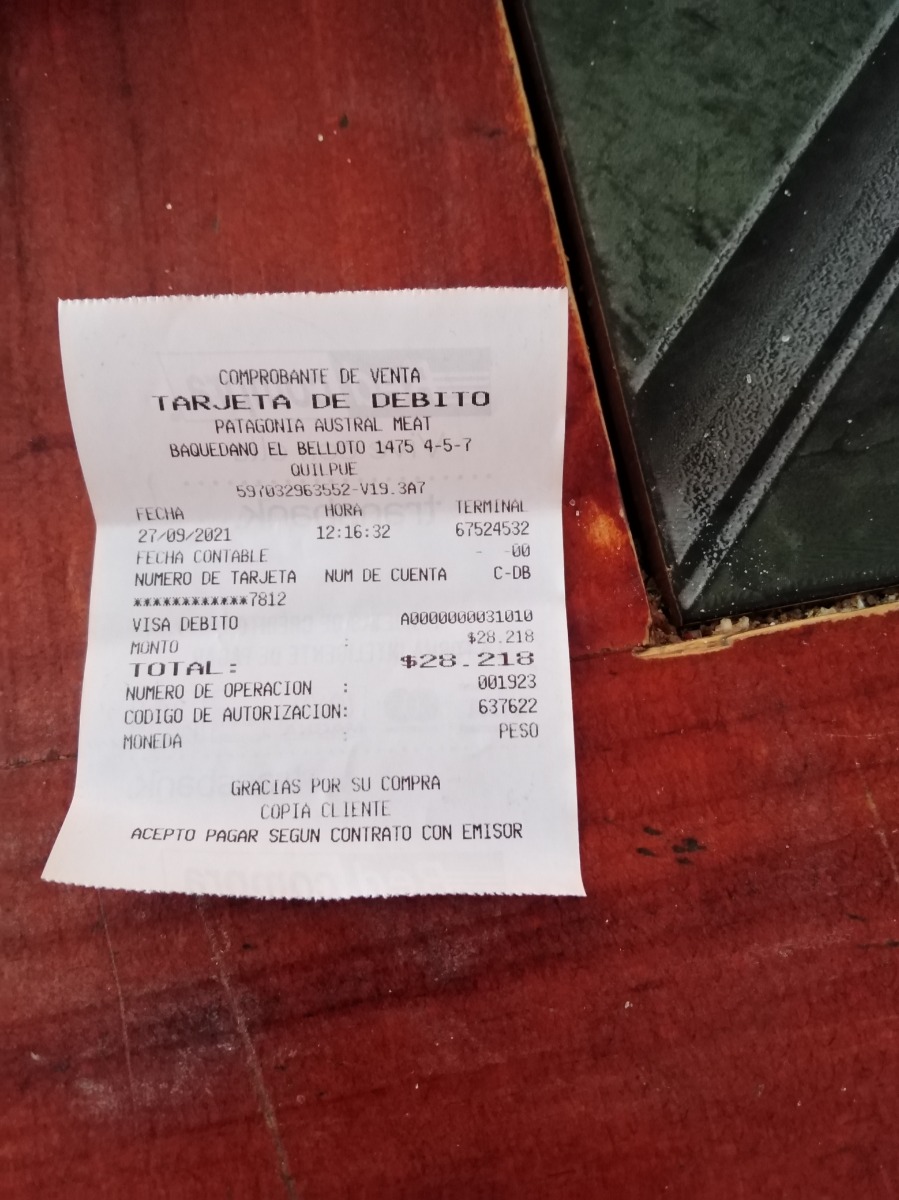 COMPROBANTE DE VENTA
TARJETA DE DEBITO
PATAGONIA AUSTRAL MEAT
BAQUEDANO EL BELLOTO 1475 4-5-7
QUILPUE
597032963552-V19.3A7
FECHA HORA TERMINAL
27/09/2021 12:16:32 67524532
FECHA CONTABLE - -00
NUMERO DE TARJETA NUM DE CUENTA C-DB
************7812
VISA DEBITO A0000000031010
MONTO : $28.218
TOTAL: $28.218
NUMERO DE OPERACION : 001923
CODIGO DE AUTORIZACION: 637622
MONEDA : PESO
GRACIAS POR SU COMPRA
COPIA CLIENTE
ACEPTO PAGAR SEGUN CONTRATO CON EMISOR